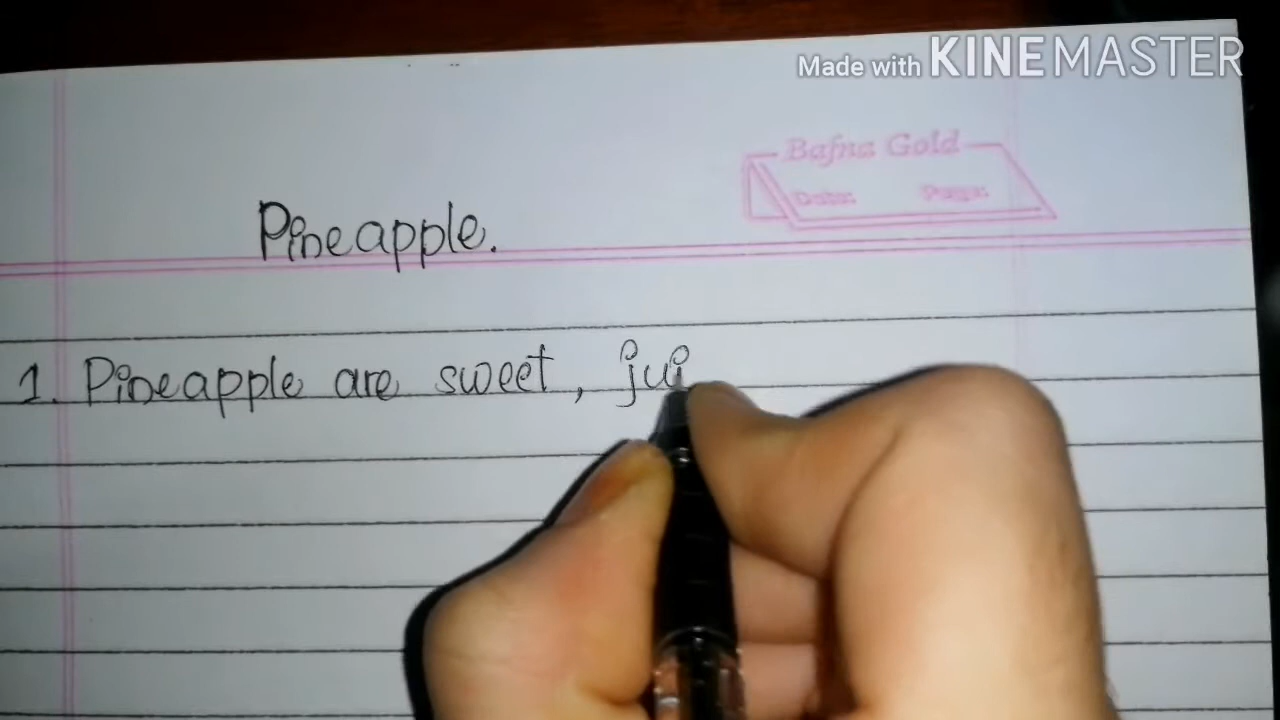 Made with KINEMASTER
Bafna Gold
Date: Page:
Pineapple.
1. Pineapple are sweet, jui